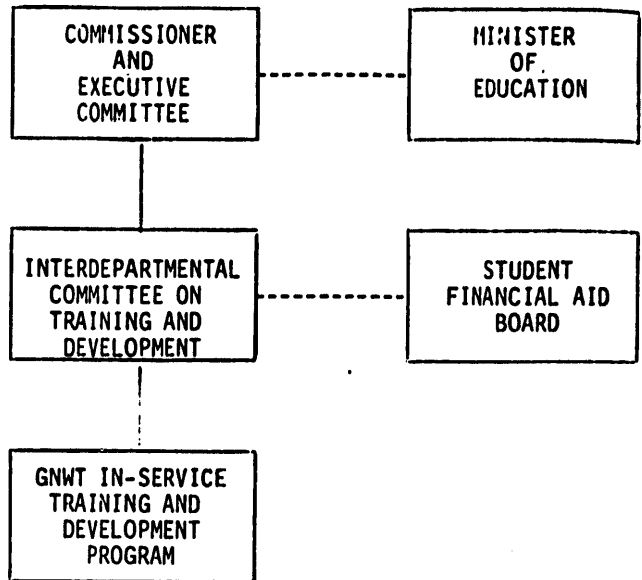 COMMISSIONER
AND
EXECUTIVE
COMMITTEE
MINISTER
OF.
EDUCATION
INTERDEPARTMENTAL
COMMITTEE ON
TRAINING AND
DEVELOPMENT
STUDENT
FINANCIAL AID
BOARD
GNWT IN-SERVICE
TRAINING AND
DEVELOPMENT
PROGRAM